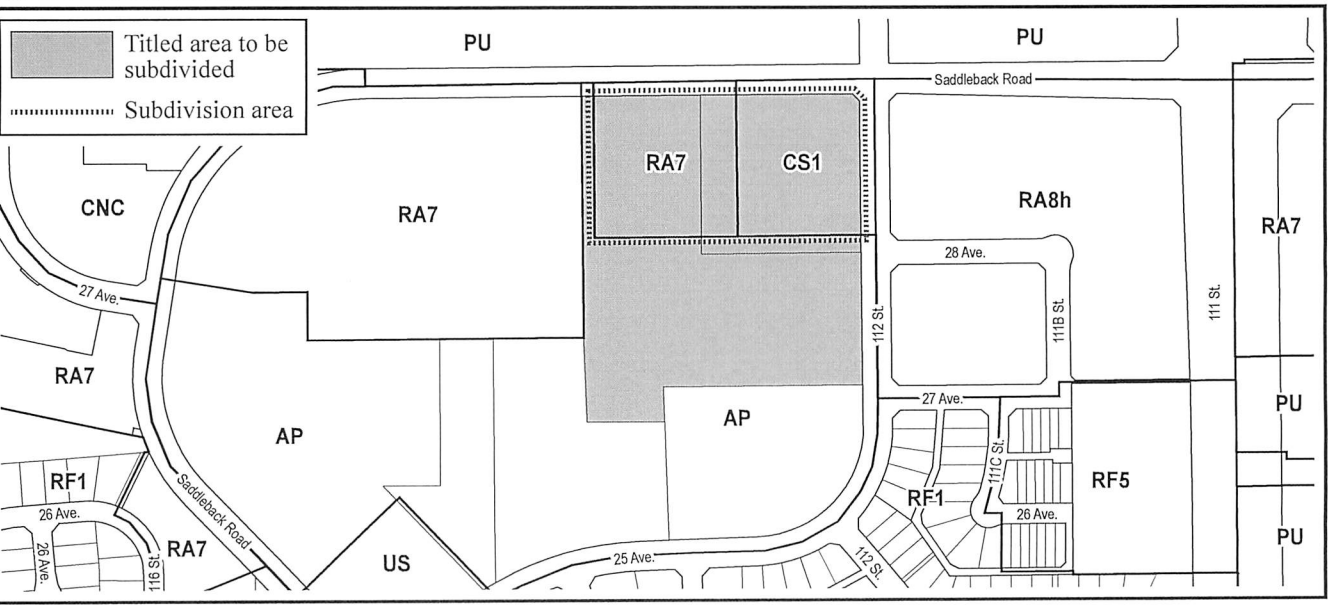 Titled area to be
subdivided
Subdivision area
PU
PU
Saddleback Road
RA7
CS1
CNC
RA7
RA8h
RA7
28 Ave.
27 Ave.
111B St.
111 St.
112 St.
RA7
27 Ave.
PU
AP
AP
111C St.
RF1
Saddleback Road
RF1
RF5
26 Ave.
26 Ave.
26 Ave.
116 St.
RA7
US
25 Ave.
112 St.
PU